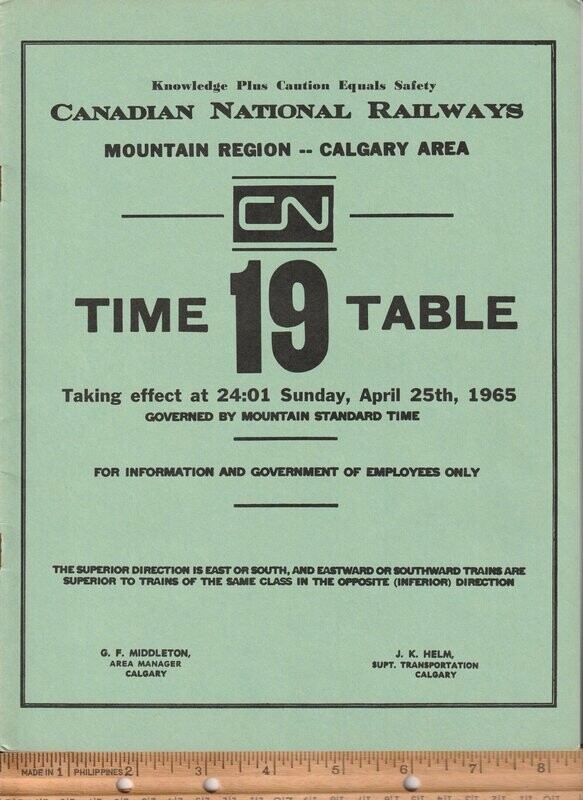 Knowledge Plus Caution Equals Safety
CANADIAN NATIONAL RAILWAYS
MOUNTAIN REGION -- CALGARY AREA
CN
TIME 19 TABLE
Taking effect at 24:01 Sunday, April 25th, 1965
GOVERNED BY MOUNTAIN STANDARD TIME
FOR INFORMATION AND GOVERNMENT OF EMPLOYEES ONLY
THE SUPERIOR DIRECTION IS EAST OR SOUTH, AND EASTWARD OR SOUTHWARD TRAINS ARE
SUPERIOR TO TRAINS OF THE SAME CLASS IN THE OPPOSITE (INFERIOR) DIRECTION
G. F. MIDDLETON,
AREA MANAGER
CALGARY
J. K. HELM,
SUPT. TRANSPORTATION
CALGARY
MADE IN 1 PHILIPPINES 2 3 4 5 6 7 8